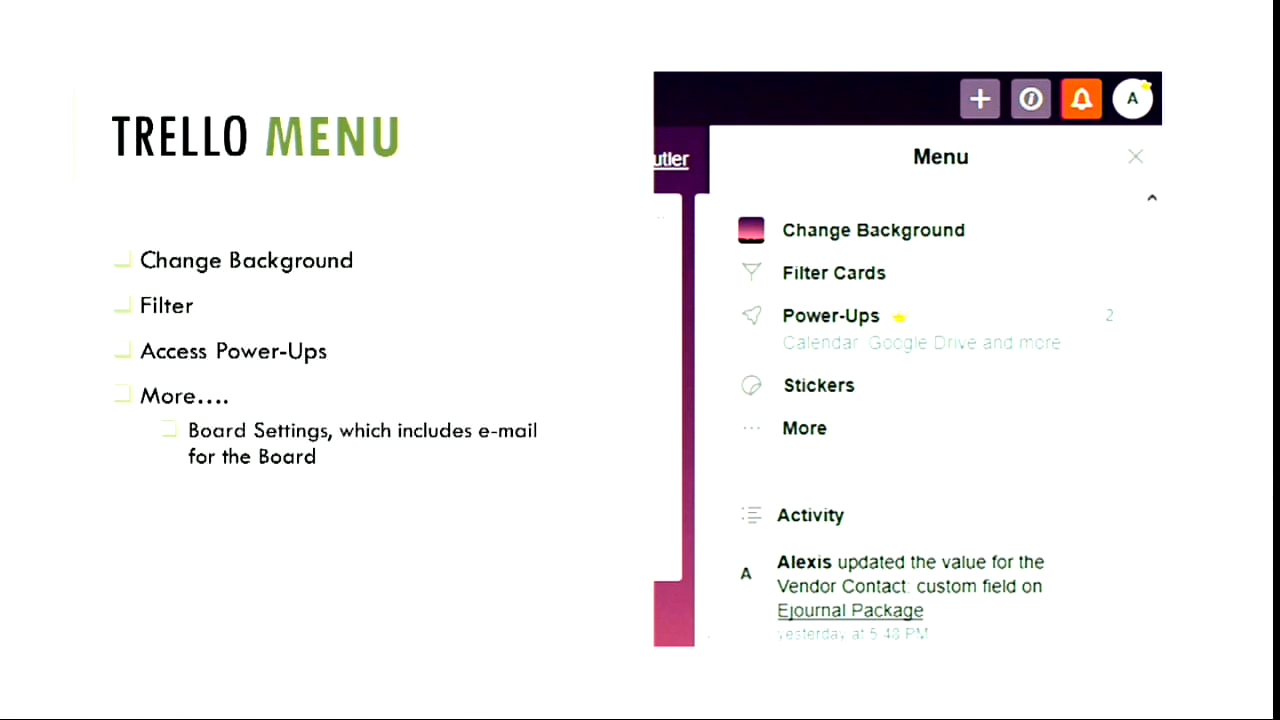 TRELLO MENU
Change Background
Filter
Access Power-Ups
More....
Board Settings, which includes e-mail
for the Board
A
utler
Menu
Change Background
Filter Cards
Power-Ups
2
Calendar, Google Drive and more
Stickers
More
Activity
A
Alexis updated the value for the
Vendor Contact: custom field on
Ejournal Package
yesterday at 5:48 PM